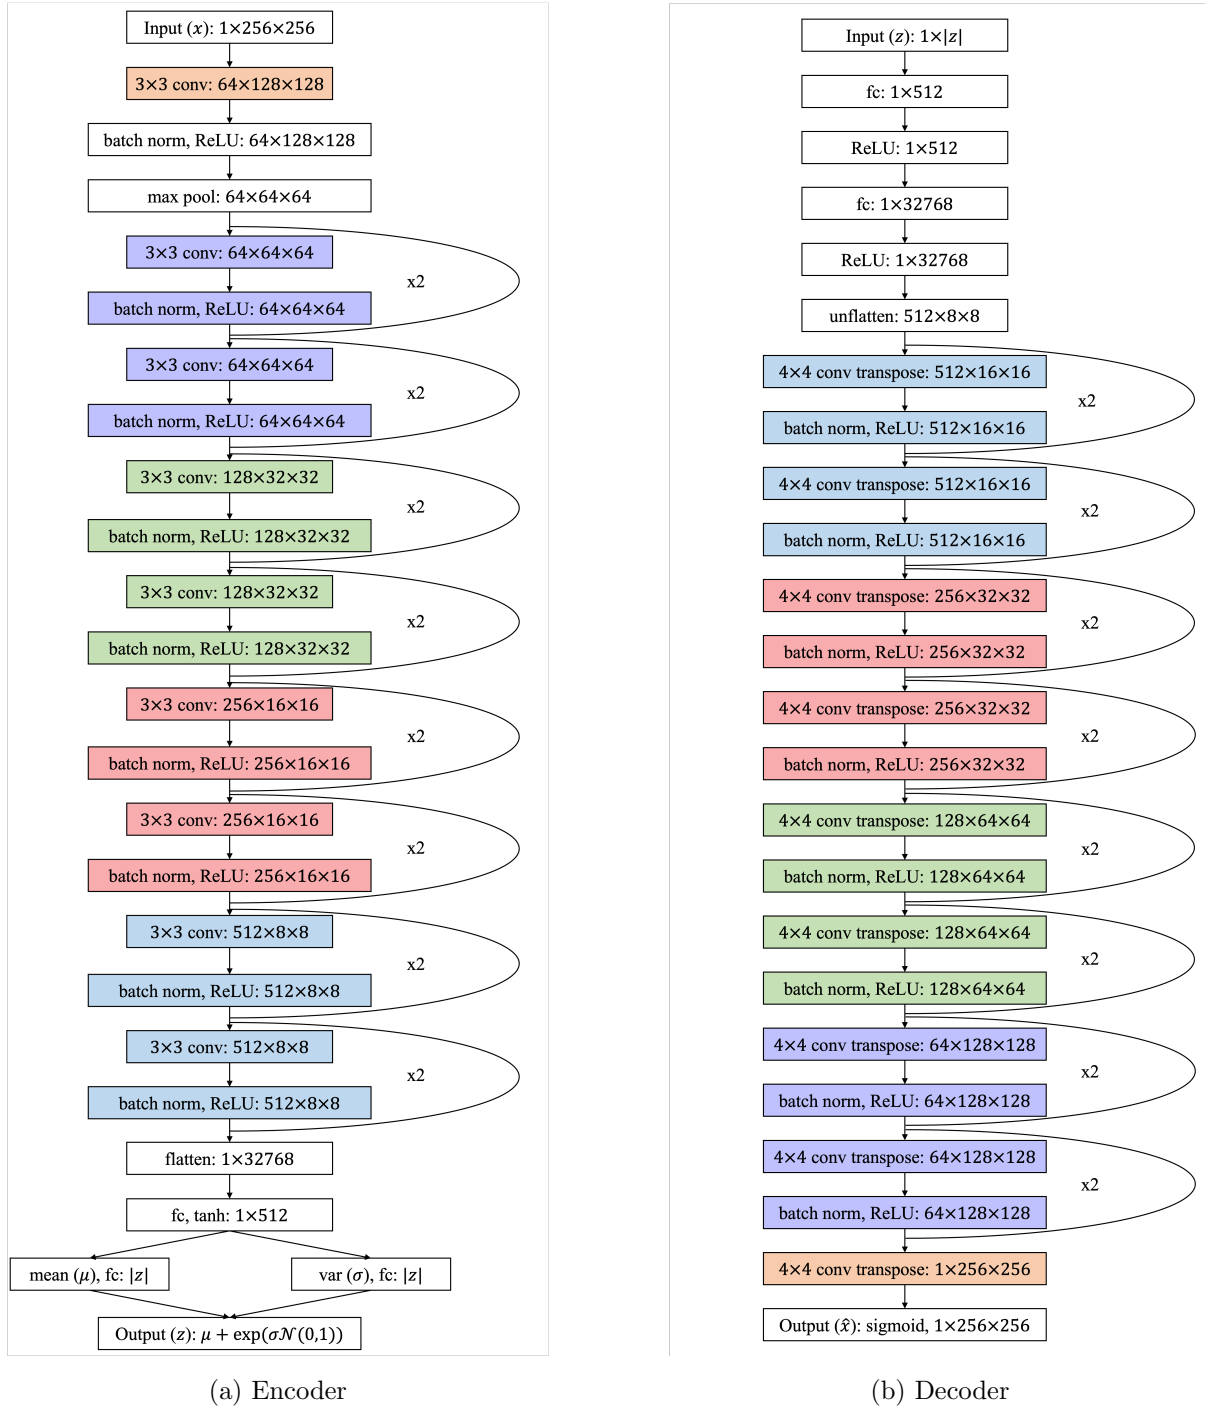 Input (x): 1×256×256
3×3 conv: 64×128×128
batch norm, ReLU: 64×128×128
max pool: 64×64×64
3×3 conv: 64×64×64
x2
batch norm, ReLU: 64×64×64
3×3 conv: 64×64×64
x2
batch norm, ReLU: 64×64×64
3×3 conv: 128×32×32
x2
batch norm, ReLU: 128×32×32
3×3 conv: 128×32×32
x2
batch norm, ReLU: 128×32×32
3×3 conv: 256×16×16
x2
batch norm, ReLU: 256×16×16
3×3 conv: 256×16×16
x2
batch norm, ReLU: 256×16×16
3×3 conv: 512×8×8
x2
batch norm, ReLU: 512×8×8
3×3 conv: 512×8×8
x2
batch norm, ReLU: 512×8×8
flatten: 1×32768
fc, tanh: 1×512
mean (μ), fc: |z|
var (σ), fc: |z|
Output (z): μ + exp(σ𝒩(0,1))
(a) Encoder
Input (z): 1×|z|
fc: 1×512
ReLU: 1×512
fc: 1×32768
ReLU: 1×32768
unflatten: 512×8×8
4×4 conv transpose: 512×16×16
x2
batch norm, ReLU: 512×16×16
4×4 conv transpose: 512×16×16
x2
batch norm, ReLU: 512×16×16
4×4 conv transpose: 256×32×32
x2
batch norm, ReLU: 256×32×32
4×4 conv transpose: 256×32×32
x2
batch norm, ReLU: 256×32×32
4×4 conv transpose: 128×64×64
x2
batch norm, ReLU: 128×64×64
4×4 conv transpose: 128×64×64
x2
batch norm, ReLU: 128×64×64
4×4 conv transpose: 64×128×128
x2
batch norm, ReLU: 64×128×128
4×4 conv transpose: 64×128×128
x2
batch norm, ReLU: 64×128×128
4×4 conv transpose: 1×256×256
Output (x̂): sigmoid, 1×256×256
(b) Decoder